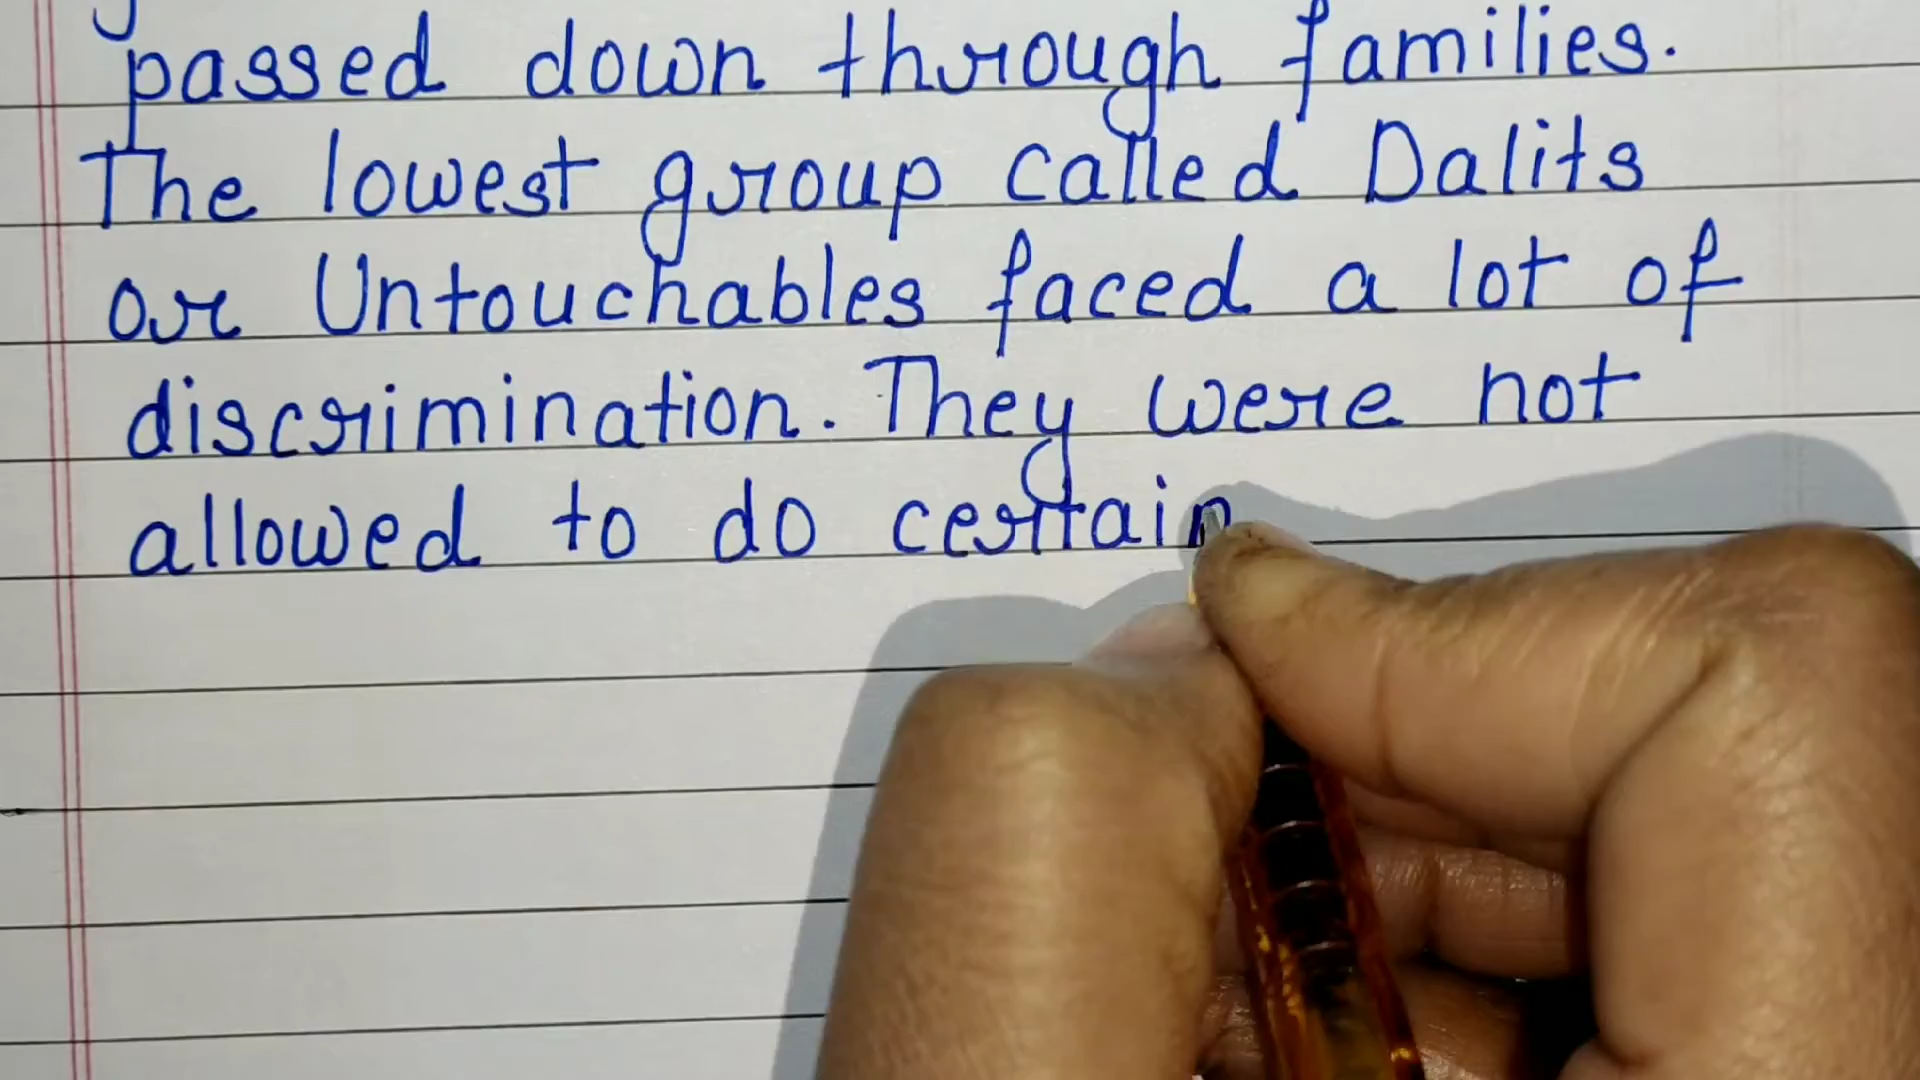 passed down through families.
The lowest group called Dalits
or Untouchables faced a lot of
discrimination. They were not
allowed to do certain